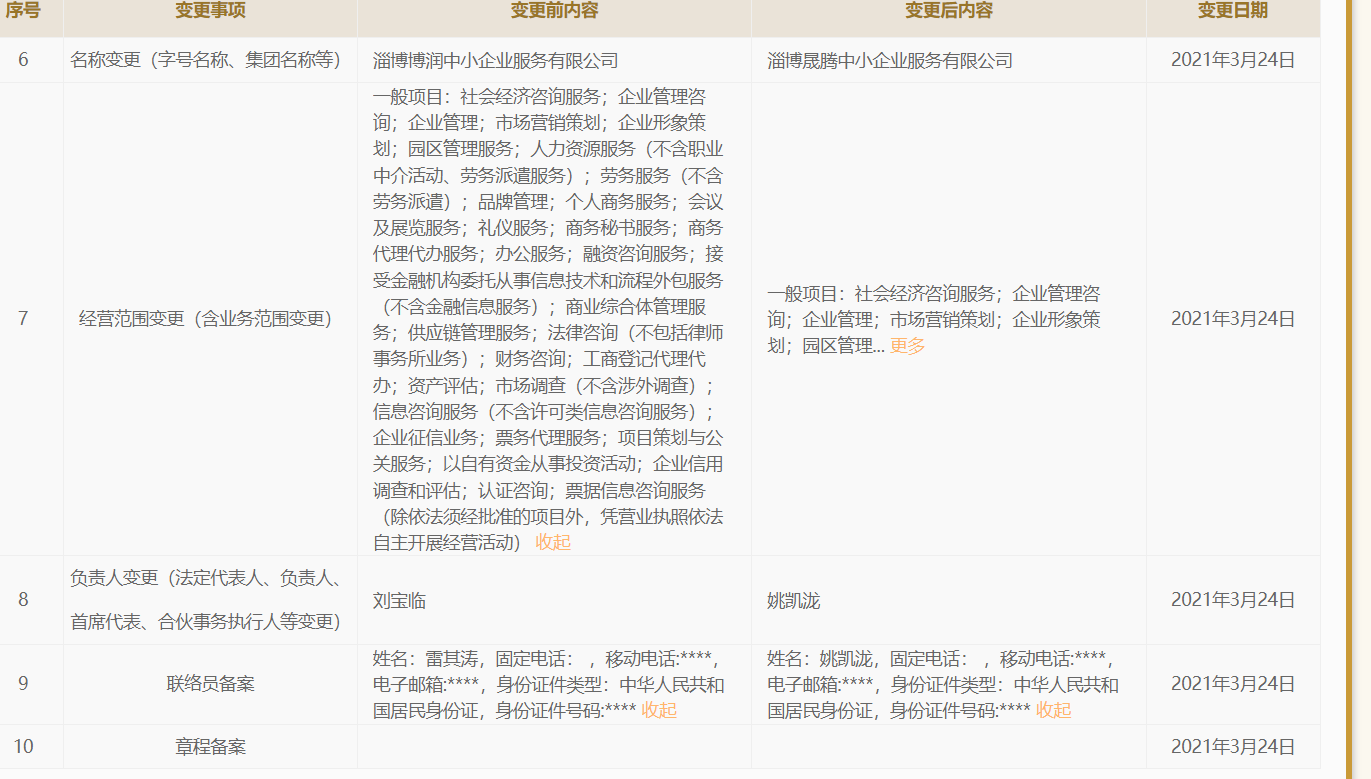 序号 变更事项 变更前内容 变更后内容 变更日期
6 名称变更（字号名称、集团名称等） 淄博博润中小企业服务有限公司 淄博晟腾中小企业服务有限公司 2021年3月24日
7
经营范围变更（含业务范围变更）
一般项目：社会经济咨询服务；企业管理咨
询；企业管理；市场营销策划；企业形象策
划；园区管理服务；人力资源服务（不含职业
中介活动、劳务派遣服务）；劳务服务（不含
劳务派遣）；品牌管理；个人商务服务；会议
及展览服务；礼仪服务；商务秘书服务；商务
代理代办服务；办公服务；融资咨询服务；接
受金融机构委托从事信息技术和流程外包服务
（不含金融信息服务）；商业综合体管理服
务；供应链管理服务；法律咨询（不包括律师
事务所业务）；财务咨询；工商登记代理代
办；资产评估；市场调查（不含涉外调查）；
信息咨询服务（不含许可类信息咨询服务）；
企业征信业务；票务代理服务；项目策划与公
关服务；以自有资金从事投资活动；企业信用
调查和评估；认证咨询；票据信息咨询服务
（除依法须经批准的项目外，凭营业执照依法
自主开展经营活动） 收起
一般项目：社会经济咨询服务；企业管理咨
询；企业管理；市场营销策划；企业形象策
划；园区管理... 更多
2021年3月24日
8
负责人变更（法定代表人、负责人、
首席代表、合伙事务执行人等变更）
刘宝临
姚凯泷
2021年3月24日
9
联络员备案
姓名：雷其涛，固定电话： ，移动电话:****，
电子邮箱:****，身份证件类型：中华人民共和
国居民身份证，身份证件号码:**** 收起
姓名：姚凯泷，固定电话： ，移动电话:****，
电子邮箱:****，身份证件类型：中华人民共和
国居民身份证，身份证件号码:**** 收起
2021年3月24日
10 章程备案 2021年3月24日